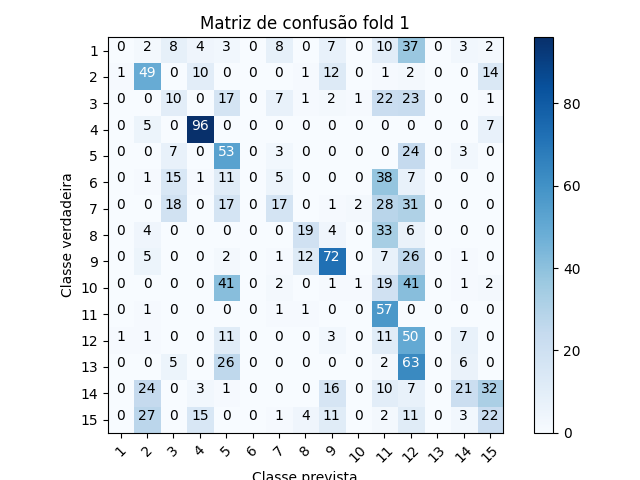 Matriz de confusão fold 1
1 0 2 8 4 3 0 8 0 7 0 10 37 0 3 2
2 1 49 0 10 0 0 0 1 12 0 1 2 0 0 14
3 0 0 10 0 17 0 7 1 2 1 22 23 0 0 1
4 0 5 0 96 0 0 0 0 0 0 0 0 0 0 7
5 0 0 7 0 53 0 3 0 0 0 0 24 0 3 0
6 0 1 15 1 11 0 5 0 0 0 38 7 0 0 0
7 0 0 18 0 17 0 17 0 1 2 28 31 0 0 0
8 0 4 0 0 0 0 0 19 4 0 33 6 0 0 0
9 0 5 0 0 2 0 1 12 72 0 7 26 0 1 0
10 0 0 0 0 41 0 2 0 1 1 19 41 0 1 2
11 0 1 0 0 0 0 1 1 0 0 57 0 0 0 0
12 1 1 0 0 11 0 0 0 3 0 11 50 0 7 0
13 0 0 5 0 26 0 0 0 0 0 2 63 0 6 0
14 0 24 0 3 1 0 0 0 16 0 10 7 0 21 32
15 0 27 0 15 0 0 1 4 11 0 2 11 0 3 22
1 2 3 4 5 6 7 8 9 10 11 12 13 14 15
Classe verdadeira
Classe prevista
80
60
40
20
0